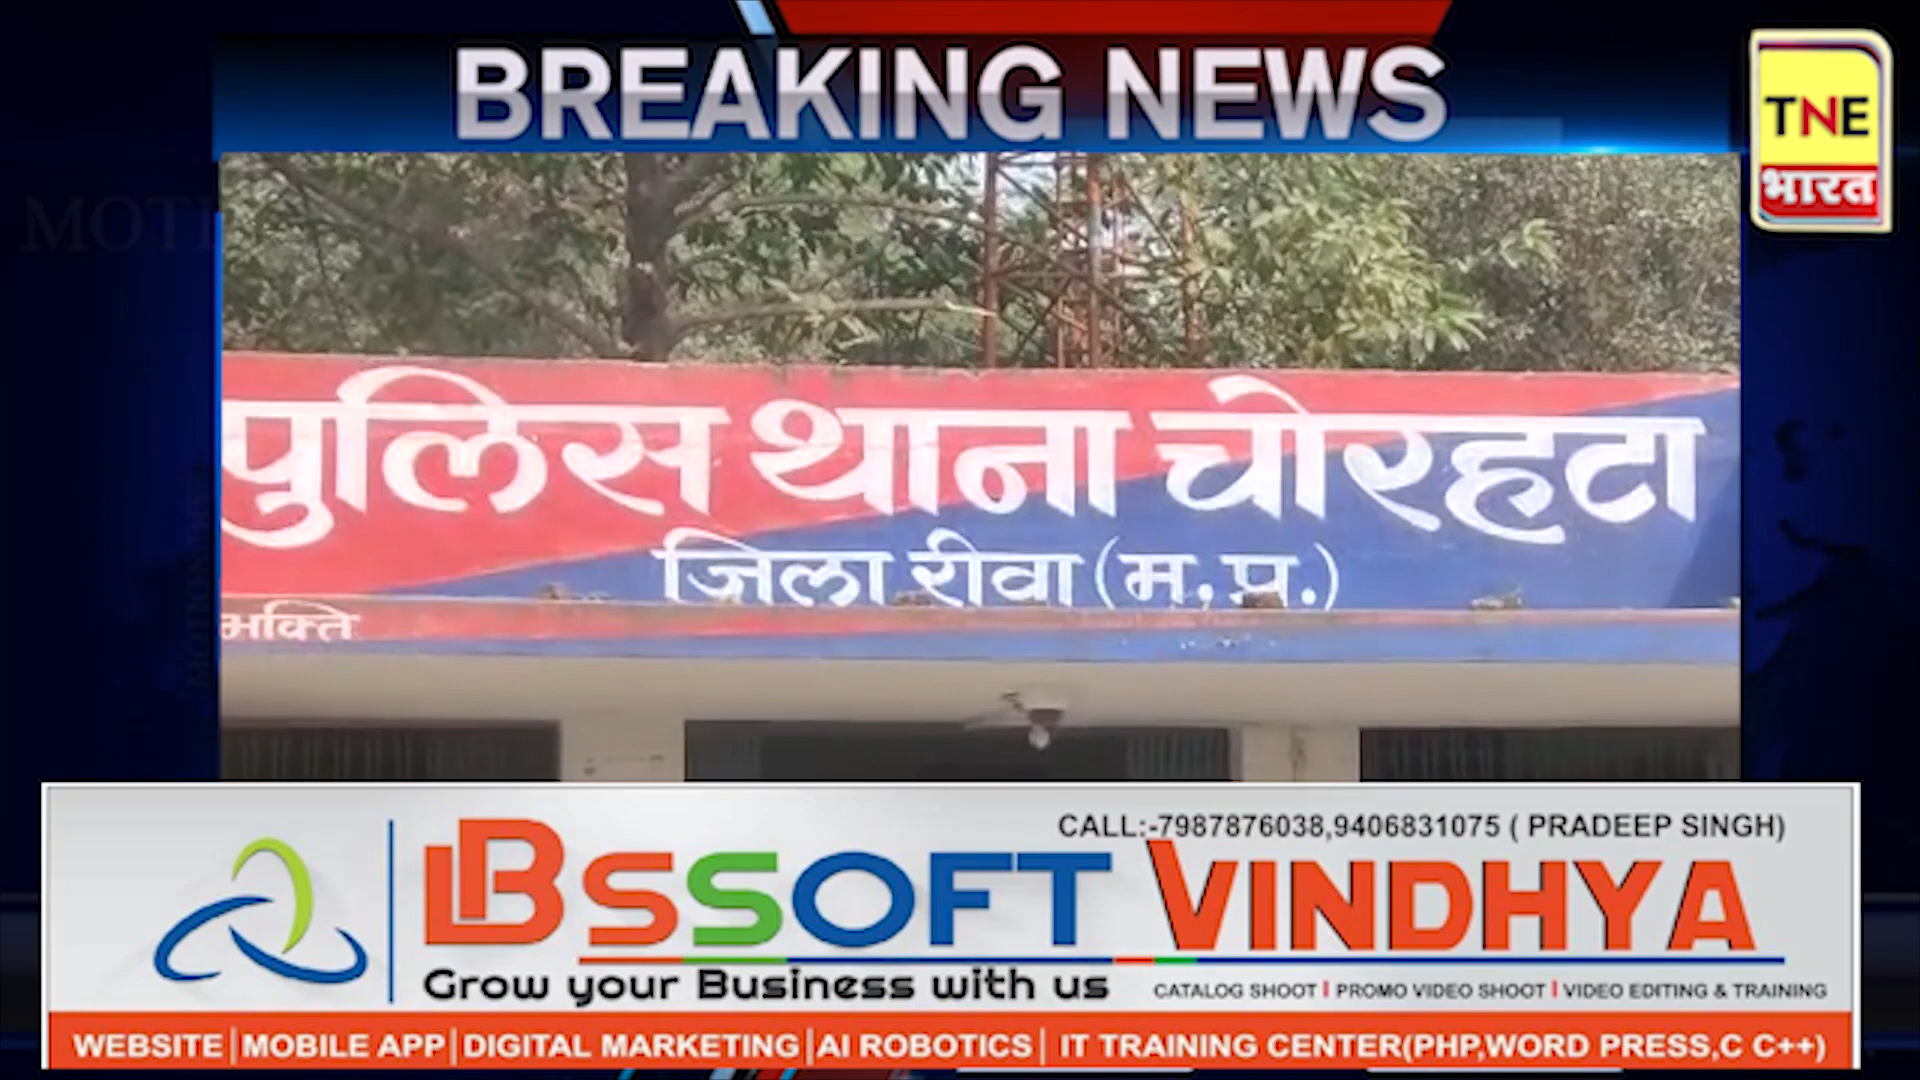 BREAKING NEWS
TNE
भारत
पुलिस थाना चोरहटा
जिला रीवा (म.प्र.)
भक्ति
CALL:-7987876038,9406831075 ( PRADEEP SINGH)
BSSOFT VINDHYA
Grow your Business with us
CATALOG SHOOT | PROMO VIDEO SHOOT | VIDEO EDITING & TRAINING
WEBSITE | MOBILE APP | DIGITAL MARKETING | AI ROBOTICS | IT TRAINING CENTER(PHP,WORD PRESS,C C++)